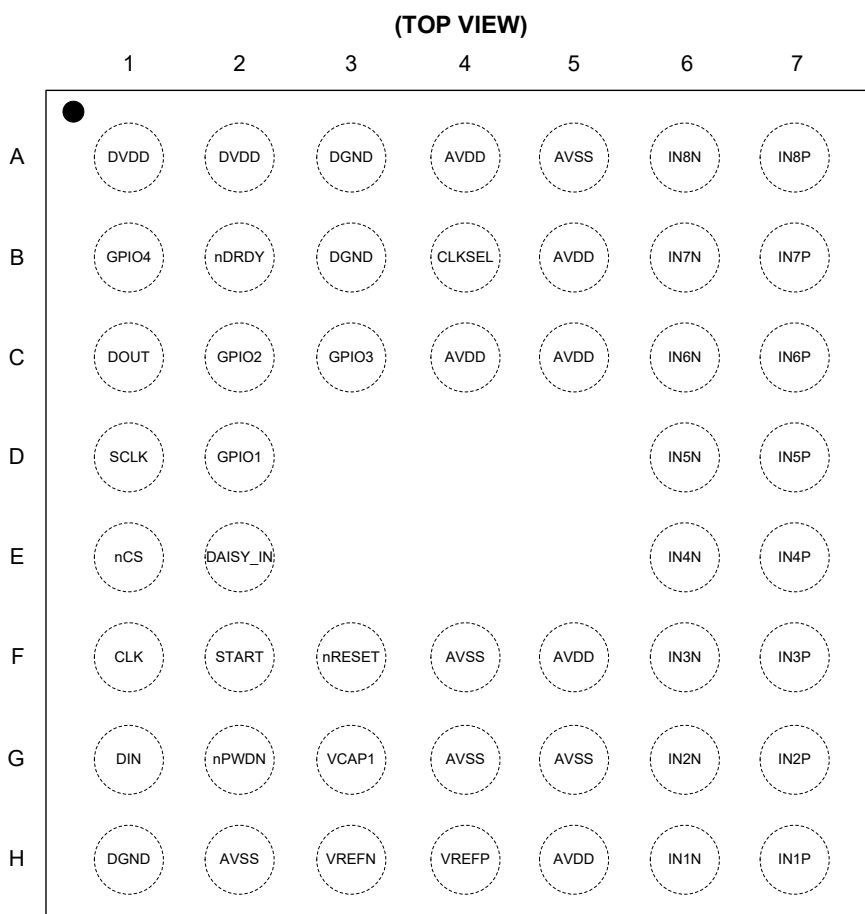 (TOP VIEW)
1 2 3 4 5 6 7
A DVDD DVDD DGND AVDD AVSS IN8N IN8P
B GPIO4 nDRDY DGND CLKSEL AVDD IN7N IN7P
C DOUT GPIO2 GPIO3 AVDD AVDD IN6N IN6P
D SCLK GPIO1 IN5N IN5P
E nCS DAISY_IN IN4N IN4P
F CLK START nRESET AVSS AVDD IN3N IN3P
G DIN nPWDN VCAP1 AVSS AVSS IN2N IN2P
H DGND AVSS VREFN VREFP AVDD IN1N IN1P